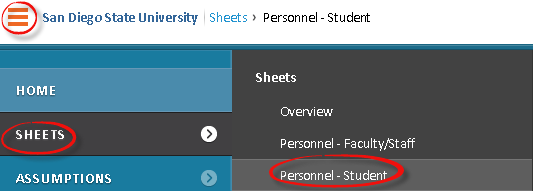 San Diego State University | Sheets › Personnel - Student
HOME
SHEETS
ASSUMPTIONS
Sheets
Overview
Personnel - Faculty/Staff
Personnel - Student